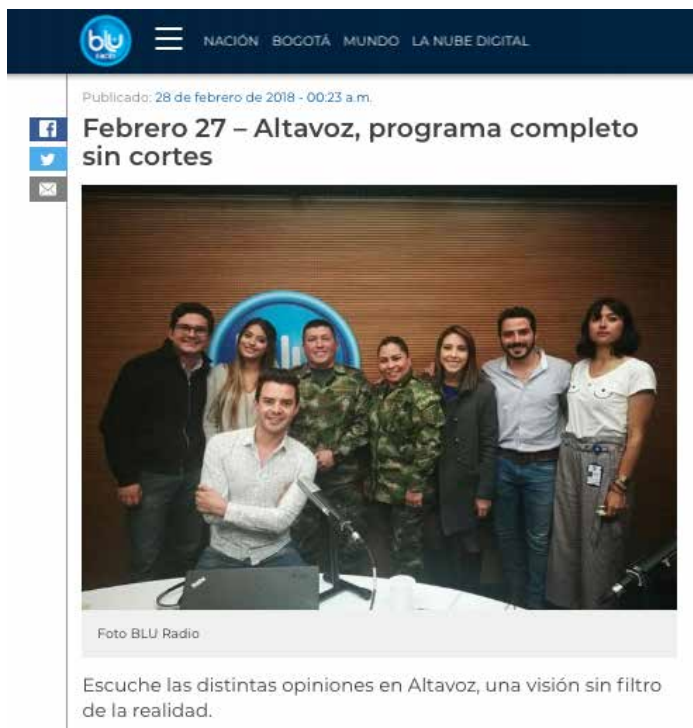 blu
NACIÓN BOGOTÁ MUNDO LA NUBE DIGITAL
Publicado: 28 de febrero de 2018 - 00:23 a.m.
Febrero 27 – Altavoz, programa completo
sin cortes
Foto BLU Radio
Escuche las distintas opiniones en Altavoz, una visión sin filtro
de la realidad.